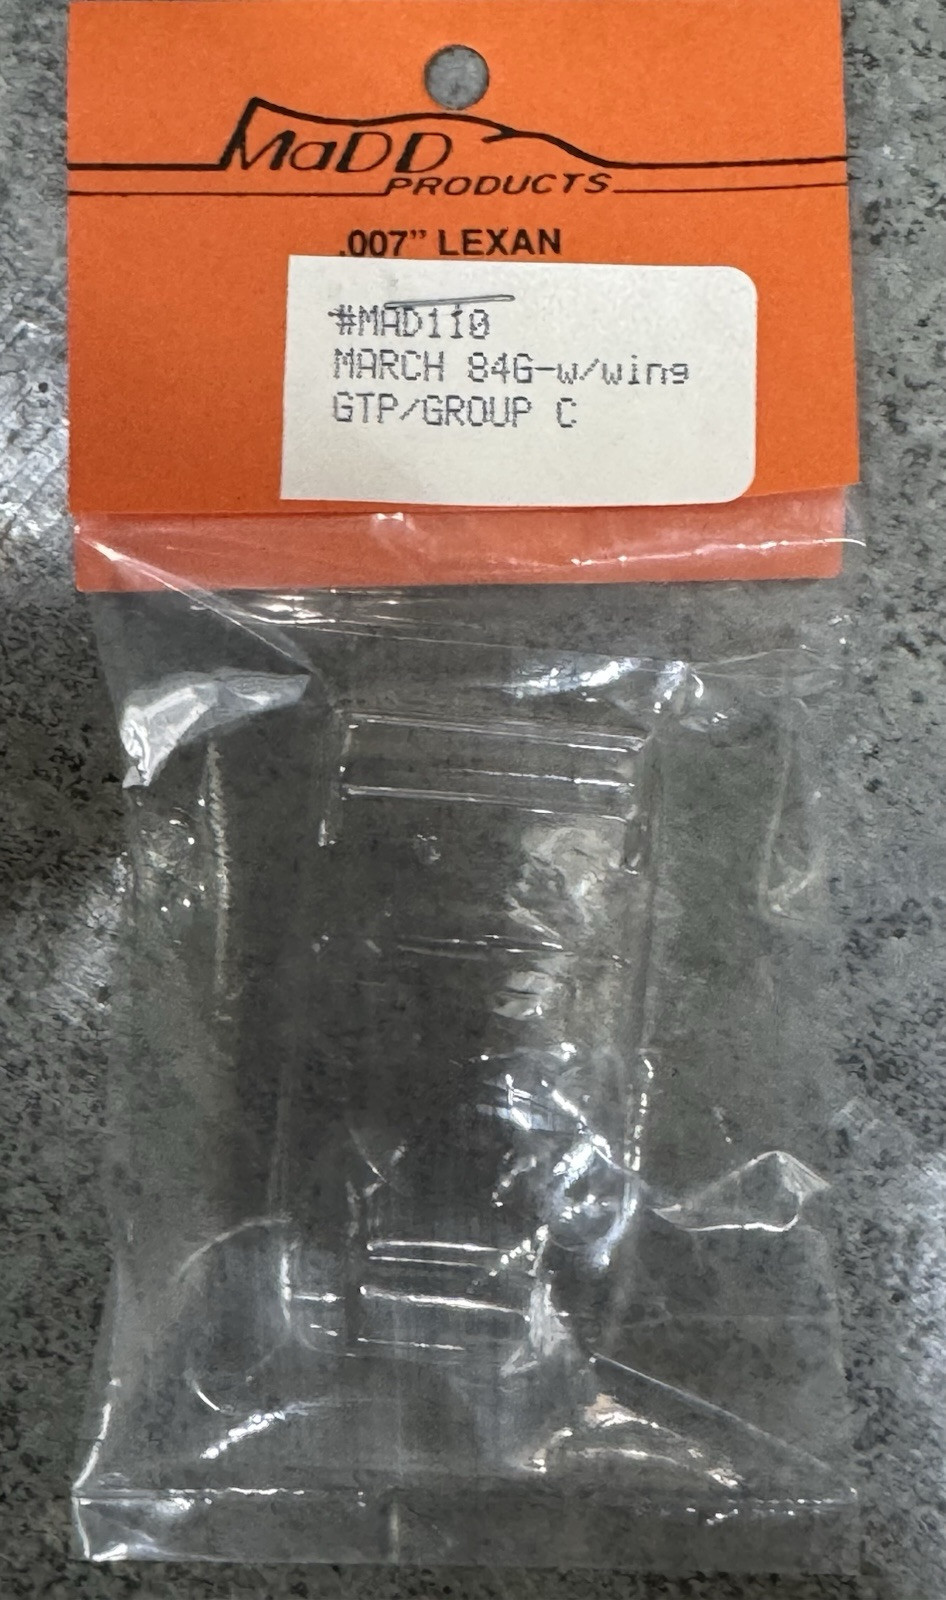 MaDD
PRODUCTS
.007” LEXAN
#MAD110
MARCH 84G-w/wing
GTP/GROUP C